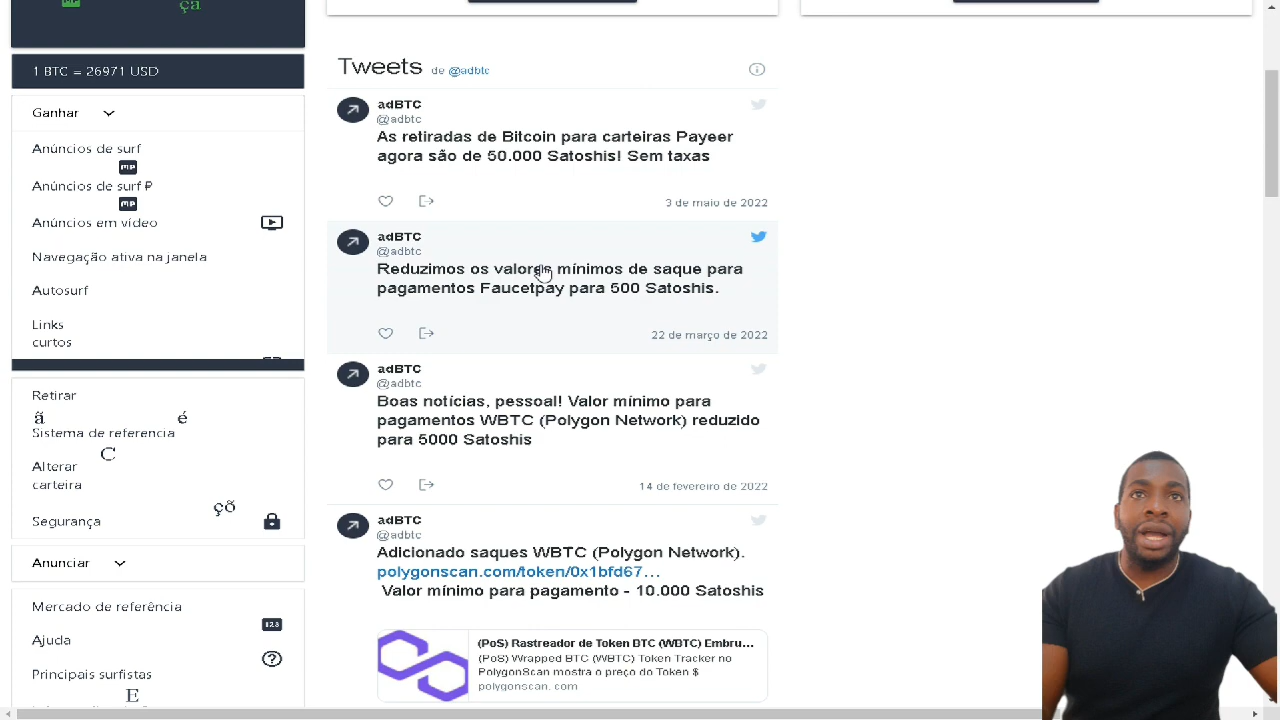 çã
1 BTC = 26971 USD
Ganhar
Anúncios de surf
Anúncios de surf ₽
Anúncios em vídeo
Navegação ativa na janela
Autosurf
Links
curtos
Retirar
ã é
Sistema de referencia
C
Alterar
carteira
çõ
Segurança
Anunciar
Mercado de referência
123
Ajuda
Principais surfistas
E
Tweets de @adbtc
adBTC
@adbtc
As retiradas de Bitcoin para carteiras Payeer
agora são de 50.000 Satoshis! Sem taxas
3 de maio de 2022
adBTC
@adbtc
Reduzimos os valores mínimos de saque para
pagamentos Faucetpay para 500 Satoshis.
22 de março de 2022
adBTC
@adbtc
Boas notícias, pessoal! Valor mínimo para
pagamentos WBTC (Polygon Network) reduzido
para 5000 Satoshis
14 de fevereiro de 2022
adBTC
@adbtc
Adicionado saques WBTC (Polygon Network).
polygonscan.com/token/0x1bfd67...
Valor mínimo para pagamento - 10.000 Satoshis
(PoS) Rastreador de Token BTC (WBTC) Embru...
(PoS) Wrapped BTC (WBTC) Token Tracker no
PolygonScan mostra o preço do Token $
polygonscan. com